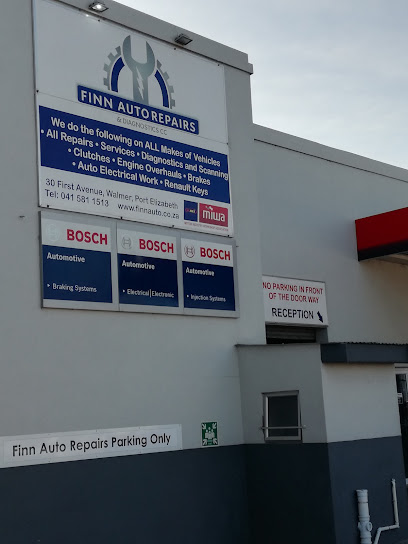 FINN AUTO REPAIRS
& DIAGNOSTICS CC
We do the following on ALL Makes of Vehicles
• All Repairs • Services • Diagnostics and Scanning
• Clutches • Engine Overhauls • Brakes
• Auto Electrical Work • Renault Keys
30 First Avenue, Walmer, Port Elizabeth
Tel: 041 581 1513 www.finnauto.co.za
miwa
BOSCH
Automotive
• Braking Systems
BOSCH
Automotive
• Electrical|Electronic
BOSCH
Automotive
• Injection Systems
NO PARKING IN FRONT
OF THE DOOR WAY
RECEPTION
Finn Auto Repairs Parking Only